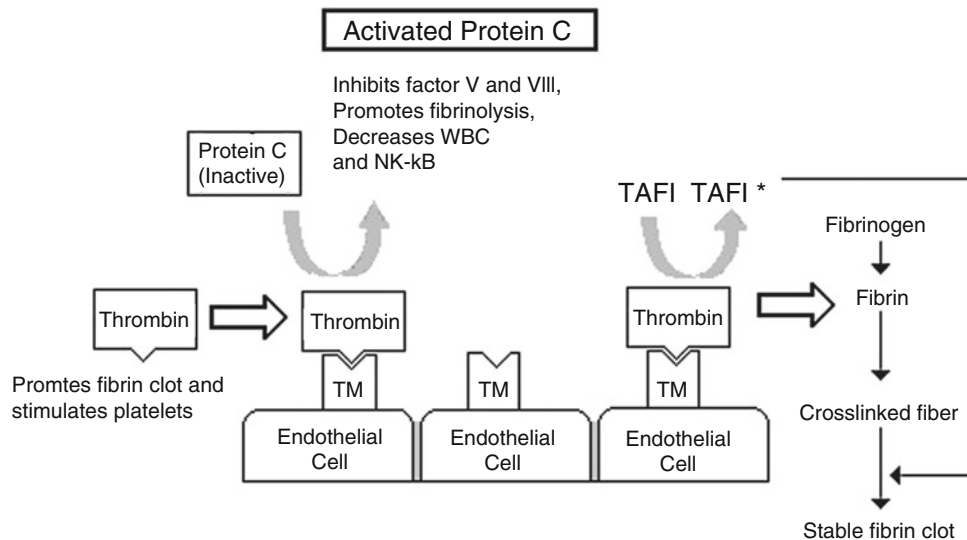 Activated Protein C
Inhibits factor V and VIII,
Promotes fibrinolysis,
Decreases WBC
and NK-kB
Protein C
(Inactive)
TAFI TAFI *
Fibrinogen
Thrombin
Thrombin
Thrombin
Fibrin
Promtes fibrin clot and
stimulates platelets
TM
TM
TM
Crosslinked fiber
Endothelial
Cell
Endothelial
Cell
Endothelial
Cell
Stable fibrin clot